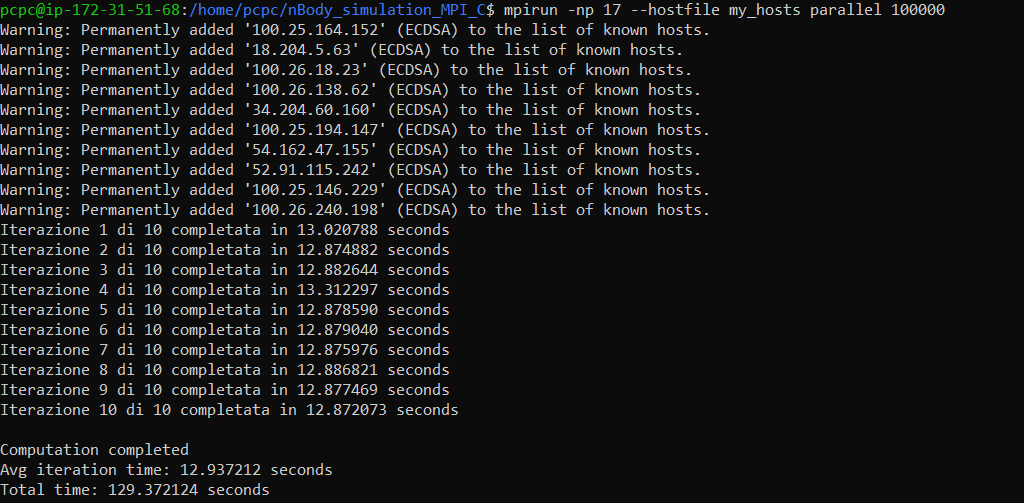 pcpc@ip-172-31-51-68:/home/pcpc/nBody_simulation_MPI_C$ mpirun -np 17 --hostfile my_hosts parallel 100000
Warning: Permanently added '100.25.164.152' (ECDSA) to the list of known hosts.
Warning: Permanently added '18.204.5.63' (ECDSA) to the list of known hosts.
Warning: Permanently added '100.26.18.23' (ECDSA) to the list of known hosts.
Warning: Permanently added '100.26.138.62' (ECDSA) to the list of known hosts.
Warning: Permanently added '34.204.60.160' (ECDSA) to the list of known hosts.
Warning: Permanently added '100.25.194.147' (ECDSA) to the list of known hosts.
Warning: Permanently added '54.162.47.155' (ECDSA) to the list of known hosts.
Warning: Permanently added '52.91.115.242' (ECDSA) to the list of known hosts.
Warning: Permanently added '100.25.146.229' (ECDSA) to the list of known hosts.
Warning: Permanently added '100.26.240.198' (ECDSA) to the list of known hosts.
Iterazione 1 di 10 completata in 13.020788 seconds
Iterazione 2 di 10 completata in 12.874882 seconds
Iterazione 3 di 10 completata in 12.882644 seconds
Iterazione 4 di 10 completata in 13.312297 seconds
Iterazione 5 di 10 completata in 12.878590 seconds
Iterazione 6 di 10 completata in 12.879040 seconds
Iterazione 7 di 10 completata in 12.875976 seconds
Iterazione 8 di 10 completata in 12.886821 seconds
Iterazione 9 di 10 completata in 12.877469 seconds
Iterazione 10 di 10 completata in 12.872073 seconds
Computation completed
Avg iteration time: 12.937212 seconds
Total time: 129.372124 seconds